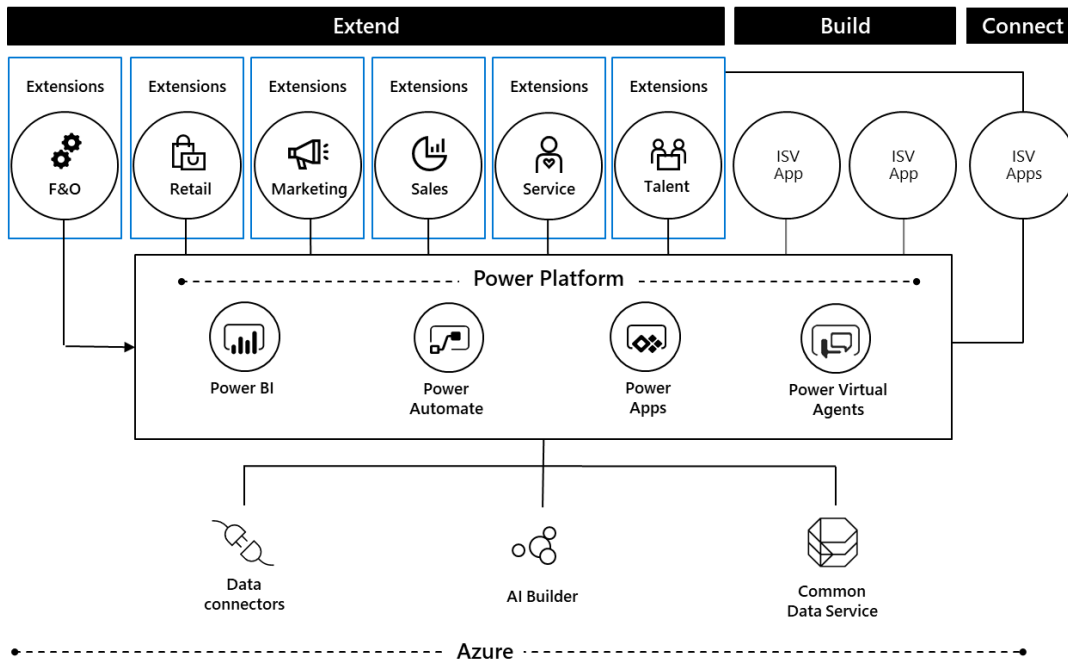 Extend
Build
Connect
Extensions
Extensions
Extensions
Extensions
Extensions
Extensions
F&O
Retail
Marketing
Sales
Service
Talent
ISV
App
ISV
App
ISV
Apps
Power Platform
Power BI
Power
Automate
Power
Apps
Power Virtual
Agents
Data
connectors
AI Builder
Common
Data Service
Azure